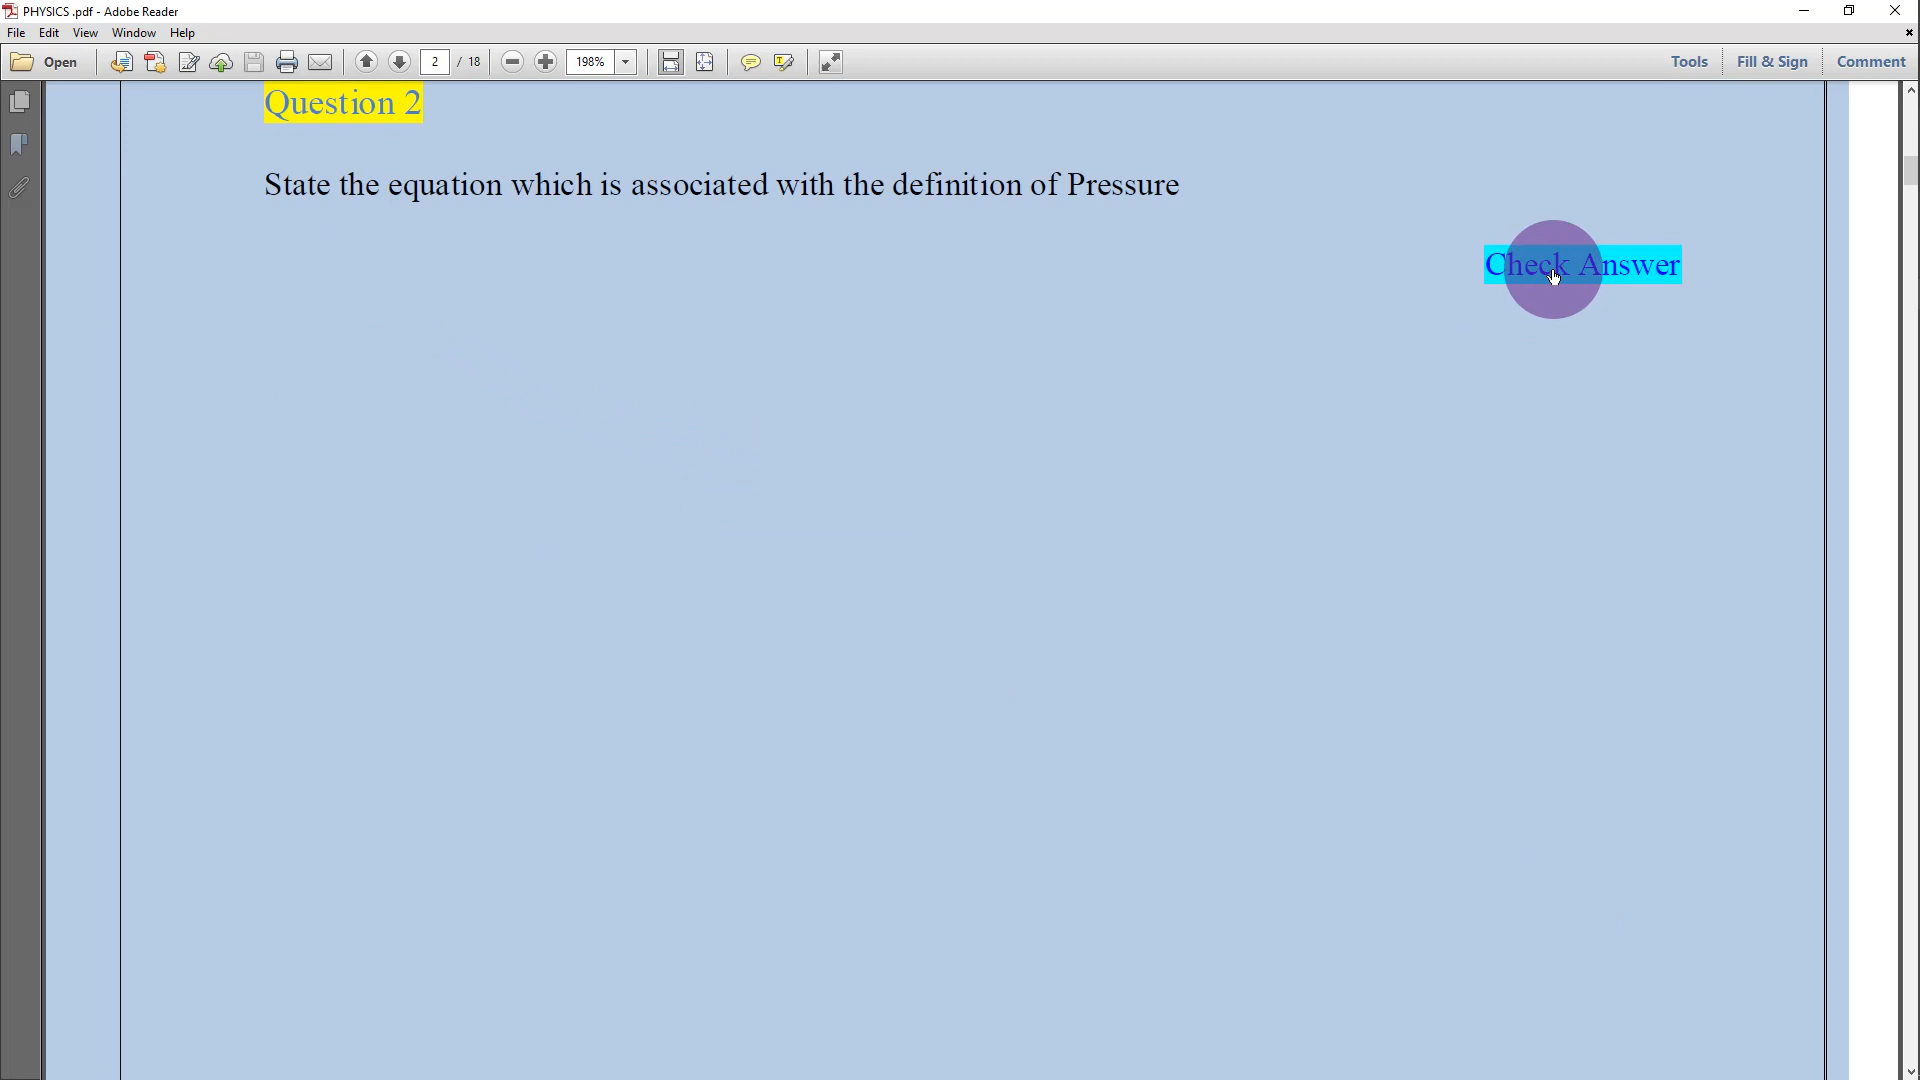 PHYSICS .pdf - Adobe Reader
File Edit View Window Help
Open 2 / 18 198% Tools Fill & Sign Comment
Question 2
State the equation which is associated with the definition of Pressure
Check Answer